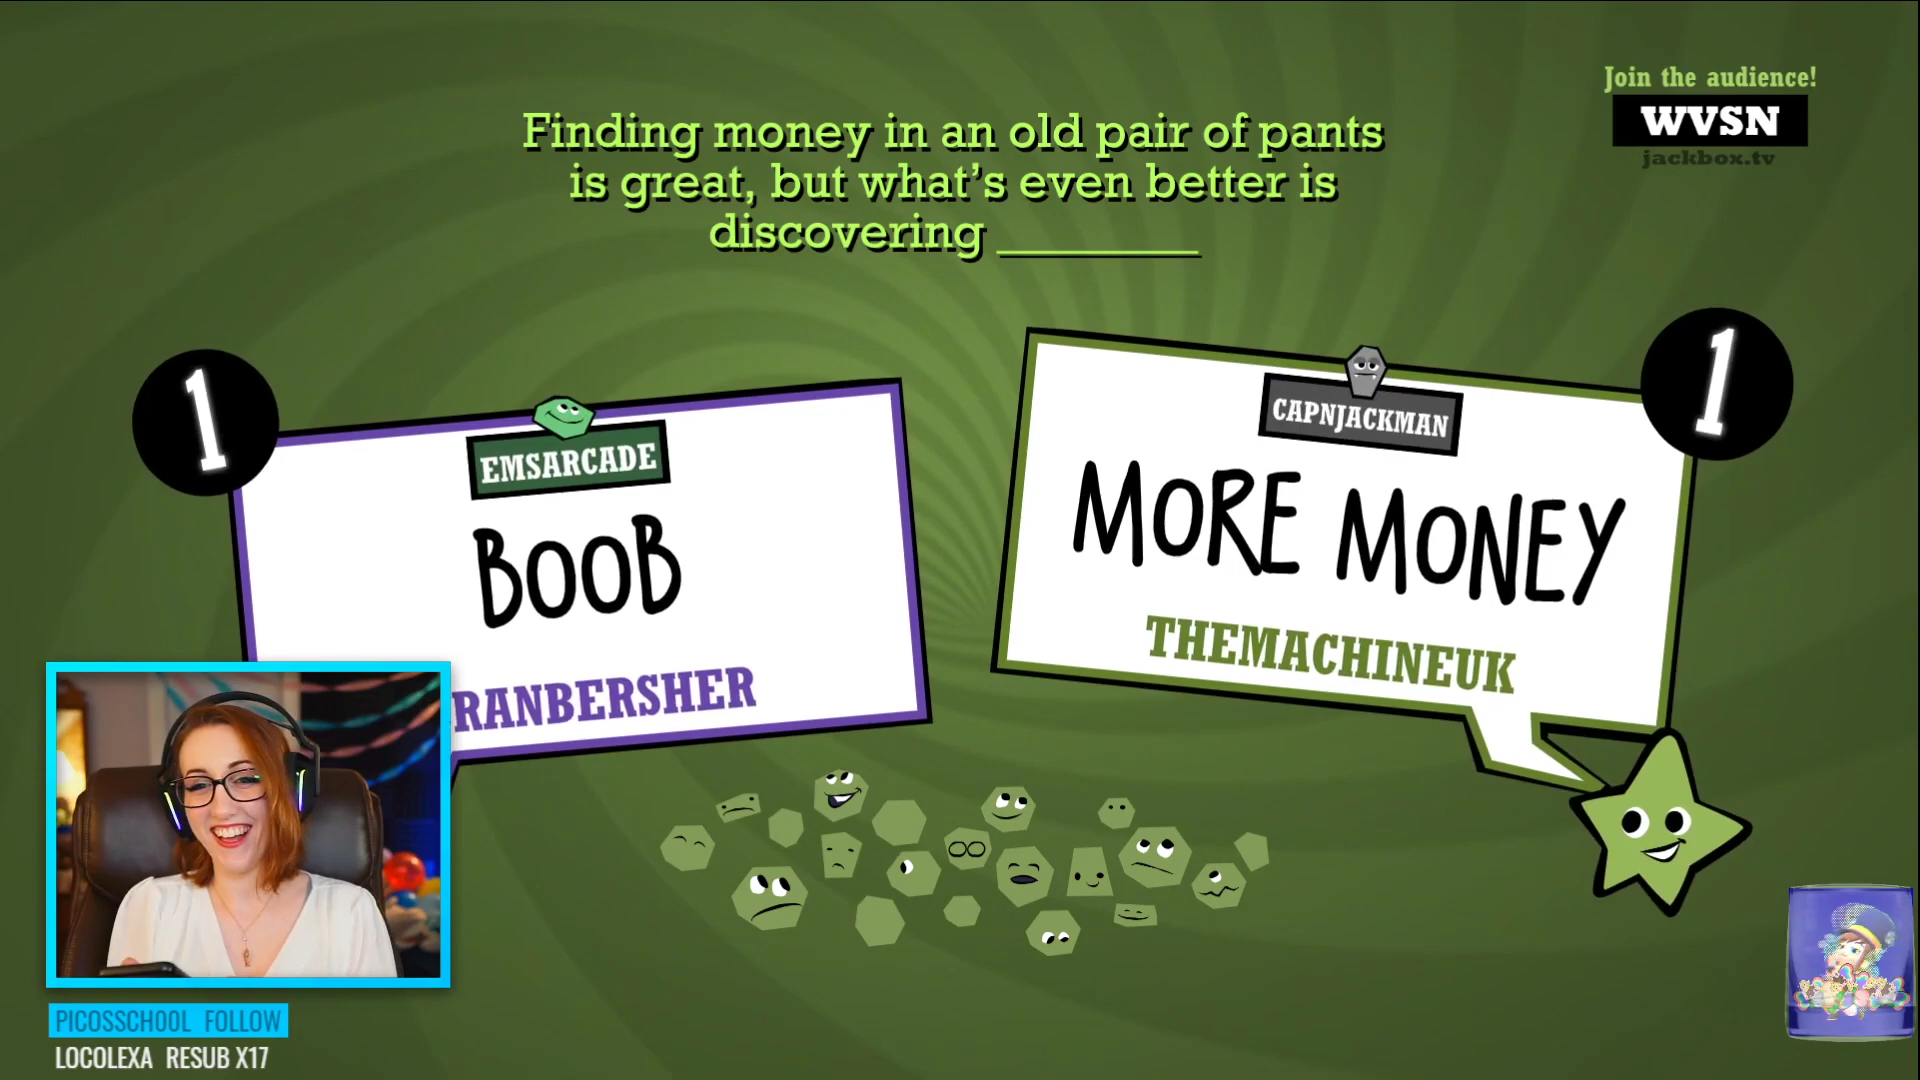 Join the audience!
WVSN
jackbox.tv
Finding money in an old pair of pants
is great, but what's even better is
discovering ________
1
EMSARCADE
BOOB
RANBERSHER
1
CAPNJACKMAN
MORE MONEY
THEMACHINEUK
PICOSSCHOOL FOLLOW
LOCOLEXA RESUB X17